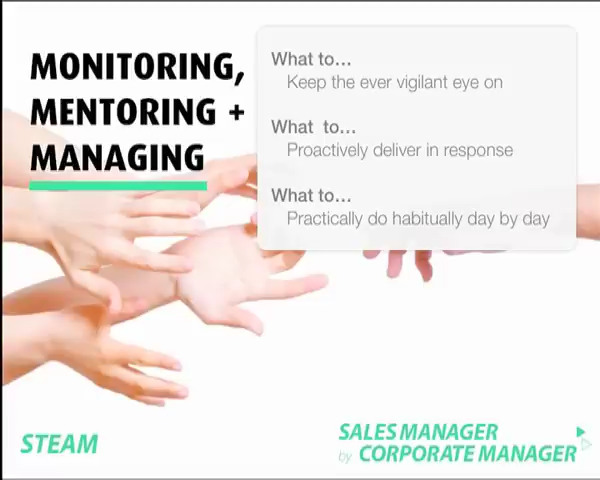 MONITORING,
MENTORING +
MANAGING
What to...
Keep the ever vigilant eye on
What  to...
Proactively deliver in response
What to...
Practically do habitually day by day
STEAM
SALES MANAGER
by CORPORATE MANAGER